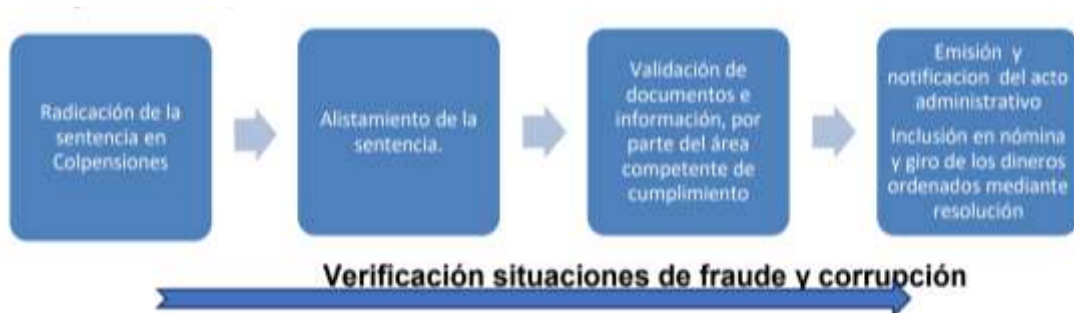 Radicación de la
sentencia en
Colpensiones
Alistamiento de la
sentencia.
Validación de
documentos e
información, por
parte del área
competente de
cumplimiento
Emisión y
notificacion del acto
administrativo
Inclusión en nómina
y giro de los dineros
ordenados mediante
resolución
Verificación situaciones de fraude y corrupción